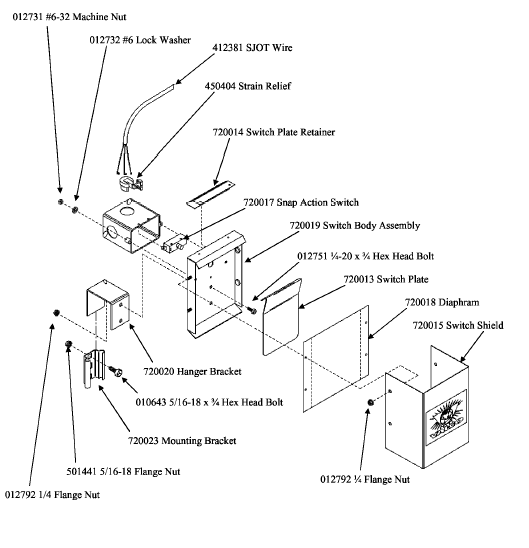 012731 #6-32 Machine Nut
012732 #6 Lock Washer
412381 SJOT Wire
450404 Strain Relief
720014 Switch Plate Retainer
720017 Snap Action Switch
720019 Switch Body Assembly
012751 ¼-20 x ¾ Hex Head Bolt
720013 Switch Plate
720018 Diaphram
720015 Switch Shield
720020 Hanger Bracket
010643 5/16-18 x ¾ Hex Head Bolt
720023 Mounting Bracket
501441 5/16-18 Flange Nut
012792 ¼ Flange Nut
012792 1/4 Flange Nut